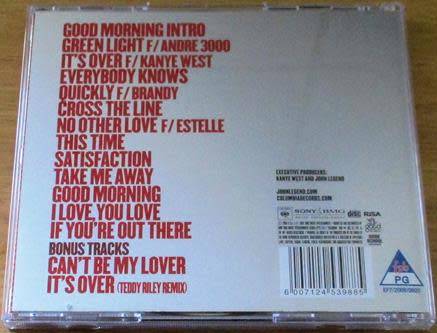 GOOD MORNING INTRO
GREEN LIGHT F/ ANDRE 3000
IT'S OVER F/ KANYE WEST
EVERYBODY KNOWS
QUICKLY F/ BRANDY
CROSS THE LINE
NO OTHER LOVE F/ ESTELLE
THIS TIME
SATISFACTION
TAKE ME AWAY
GOOD MORNING
I LOVE, YOU LOVE
IF YOU'RE OUT THERE
BONUS TRACKS
CAN'T BE MY LOVER
IT'S OVER (TEDDY RILEY REMIX)
EXECUTIVE PRODUCERS:
KANYE WEST AND JOHN LEGEND
JOHNLEGEND.COM
COLUMBIARECORDS.COM
SONY BMG
RISA
6 007124 539885
PG